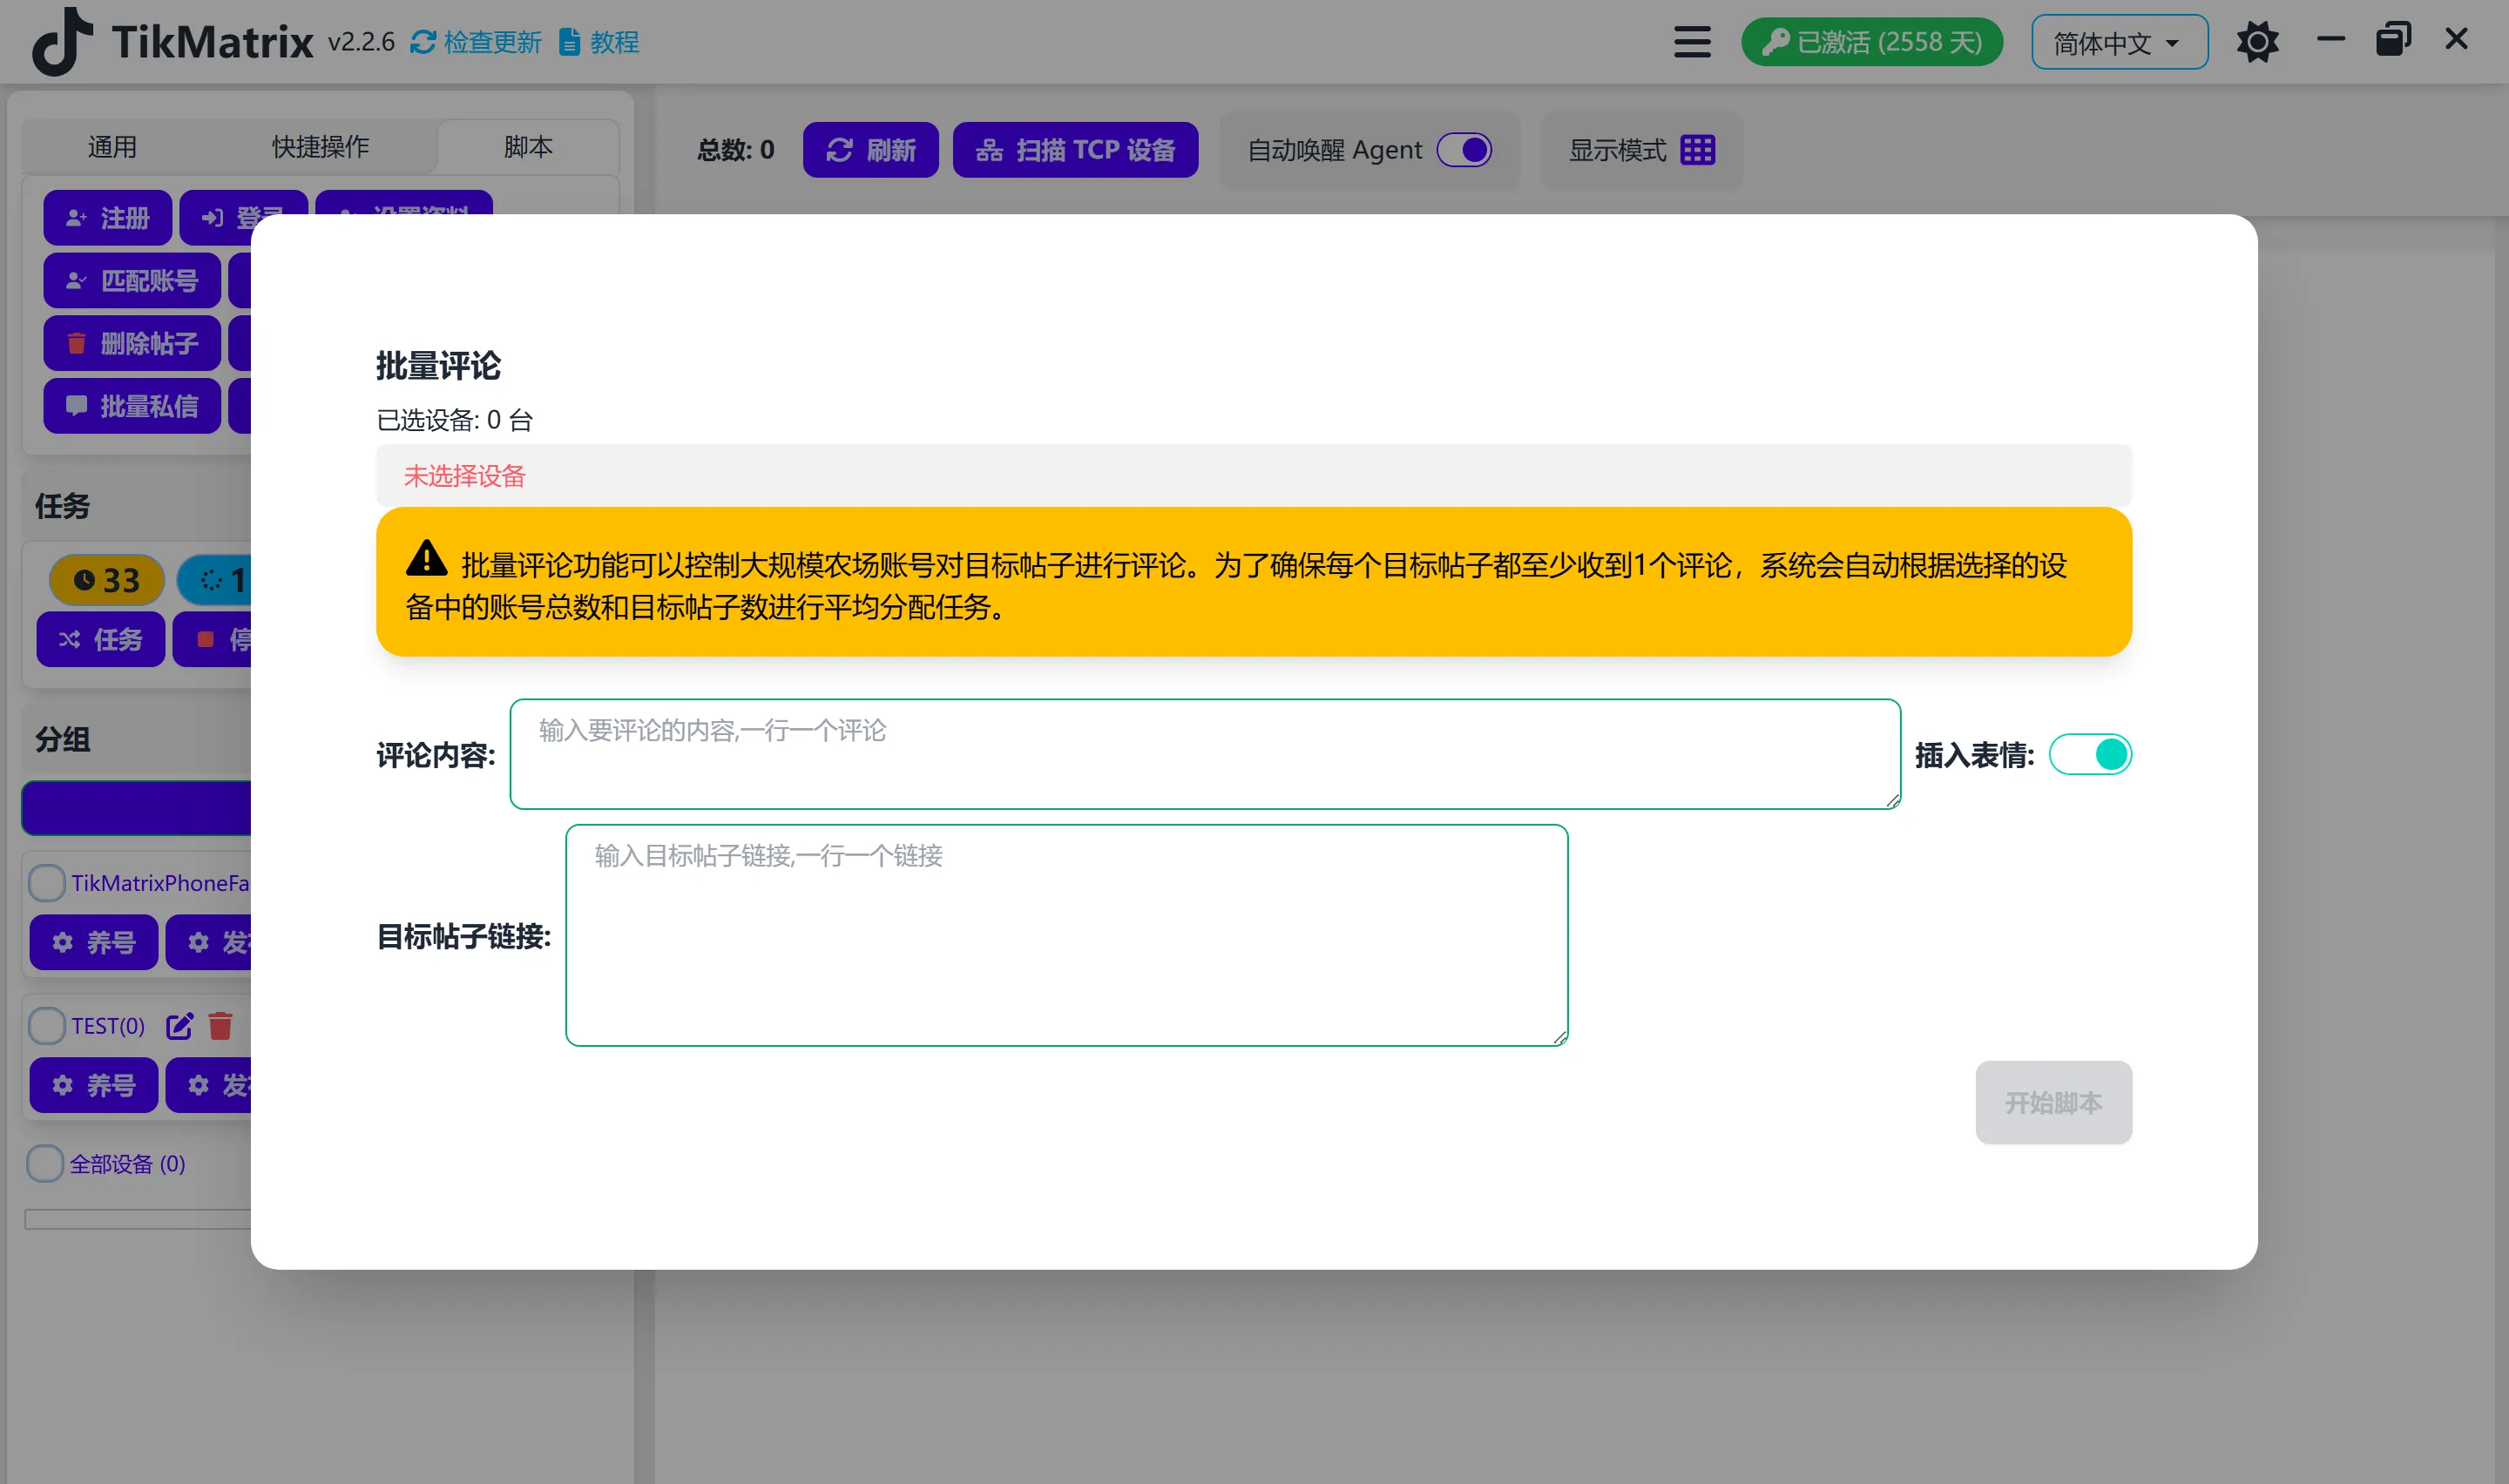 TikMatrix v2.2.6 检查更新 教程
已激活 (2558 天) 简体中文
通用 快捷操作 脚本
总数: 0 刷新 扫描 TCP 设备 自动唤醒 Agent 显示模式
注册
匹配账号
删除帖子
批量私信
任务
33 1
任务
分组
TikMatrixPhoneFa
养号
TEST(0)
养号
全部设备 (0)
批量评论
已选设备: 0 台
未选择设备
批量评论功能可以控制大规模农场账号对目标帖子进行评论。为了确保每个目标帖子都至少收到1个评论，系统会自动根据选择的设
备中的账号总数和目标帖子数进行平均分配任务。
评论内容: 输入要评论的内容,一行一个评论 插入表情:
目标帖子链接: 输入目标帖子链接,一行一个链接
开始脚本